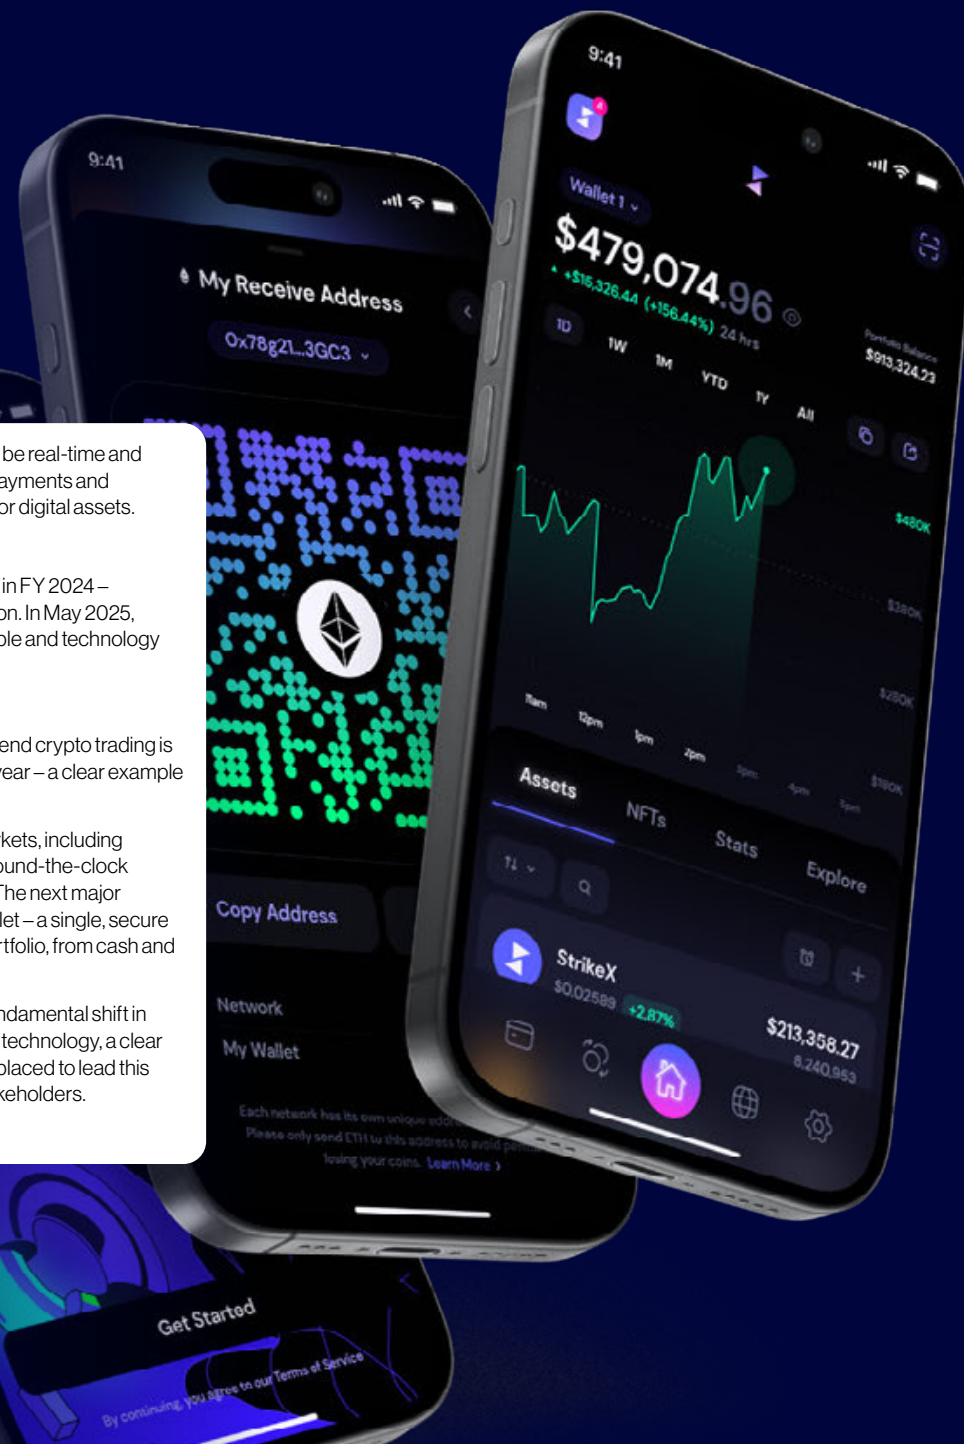 9:41
Wallet 1
$479,074.96
+$16,326.44 (+156.44%) 24 hrs
Portfolio Balance
$913,324.23
1D 1W 1M YTD 1Y All
$480K
$380K
$280K
$180K
11am 12pm 1pm 2pm 3pm 4pm 5pm
Assets NFTs Stats Explore
StrikeX
$0.02589 +2.87%
$213,358.27
8,240,953
9:41
My Receive Address
0x78g21...3GC3
Copy Address
Network
My Wallet
Each network has its own unique
Please only send ETH to this address to avoid
losing your coins. Learn More
be real-time and
ayments and
or digital assets.
in FY 2024 –
on. In May 2025,
ple and technology
end crypto trading is
year – a clear example
kets, including
ound-the-clock
The next major
let – a single, secure
rtfolio, from cash and
ndamental shift in
technology, a clear
placed to lead this
keholders.
Get Started
By continuing, you agree to our Terms of Service